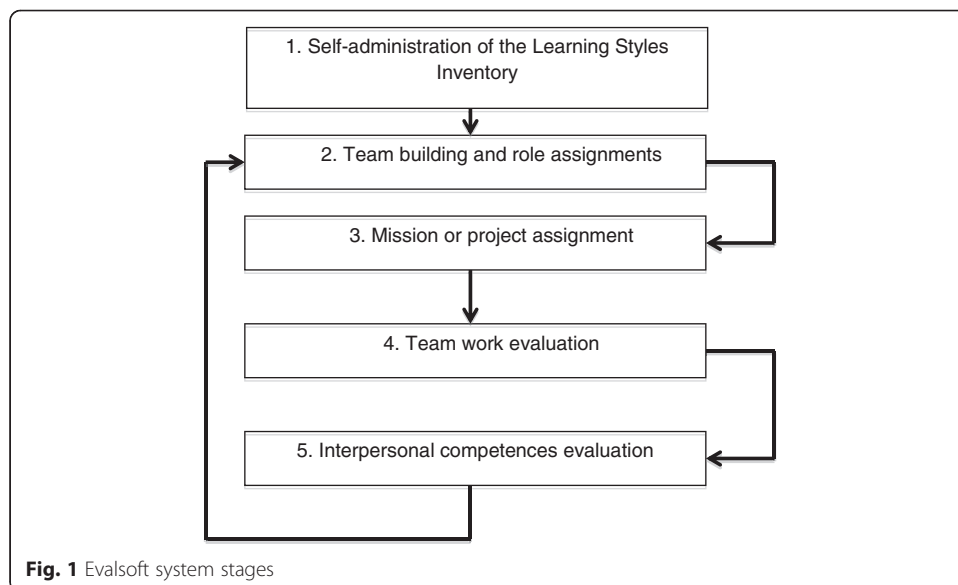 1. Self-administration of the Learning Styles
Inventory
2. Team building and role assignments
3. Mission or project assignment
4. Team work evaluation
5. Interpersonal competences evaluation
Fig. 1 Evalsoft system stages